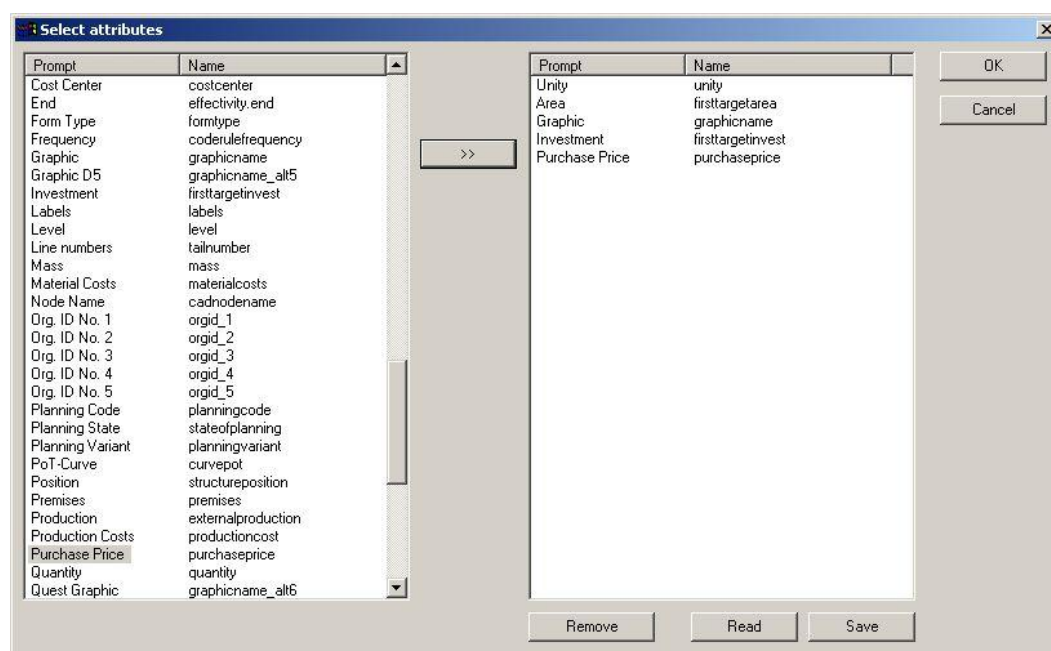 Select attributes
Prompt Name
Cost Center costcenter
End effectivity.end
Form Type formtype
Frequency coderulefrequency
Graphic graphicname
Graphic D5 graphicname_alt5
Investment firsttargetinvest
Labels labels
Level level
Line numbers tailnumber
Mass mass
Material Costs materialcosts
Node Name cadnodename
Org. ID No. 1 orgid_1
Org. ID No. 2 orgid_2
Org. ID No. 3 orgid_3
Org. ID No. 4 orgid_4
Org. ID No. 5 orgid_5
Planning Code planningcode
Planning State stateofplanning
Planning Variant planningvariant
PoT-Curve curvepot
Position structureposition
Premises premises
Production externalproduction
Production Costs productioncost
Purchase Price purchaseprice
Quantity quantity
Quest Graphic graphicname_alt6
>>
Prompt Name
Unity unity
Area firsttargetarea
Graphic graphicname
Investment firsttargetinvest
Purchase Price purchaseprice
OK
Cancel
Remove Read Save